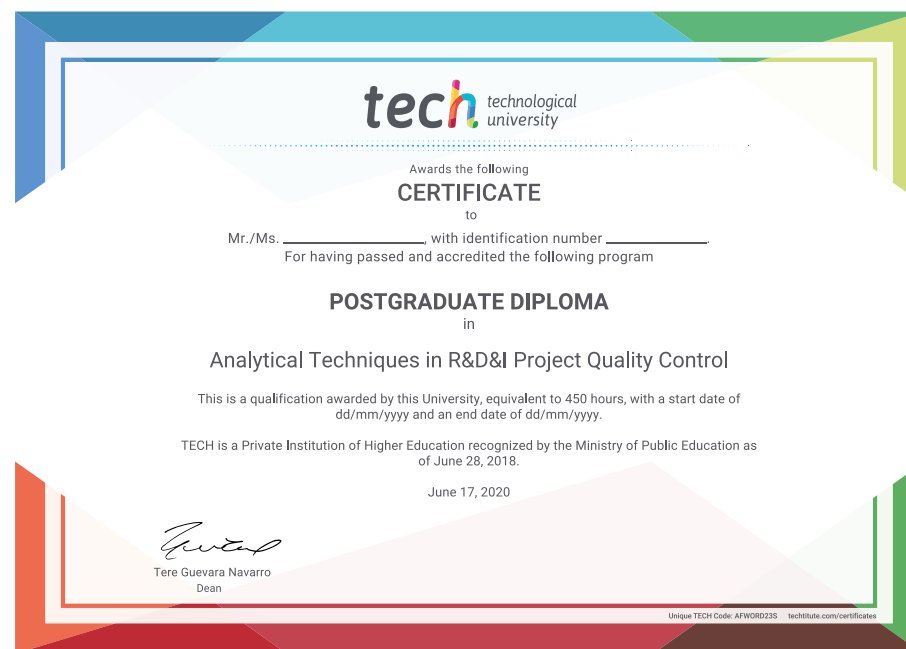 tech technological
university
Awards the following
CERTIFICATE
to
Mr./Ms. ________________, with identification number ____________.
For having passed and accredited the following program
POSTGRADUATE DIPLOMA
in
Analytical Techniques in R&D&I Project Quality Control
This is a qualification awarded by this University, equivalent to 450 hours, with a start date of
dd/mm/yyyy and an end date of dd/mm/yyyy.
TECH is a Private Institution of Higher Education recognized by the Ministry of Public Education as
of June 28, 2018.
June 17, 2020
Tere Guevara Navarro
Dean
Unique TECH Code: AFWORD23S techtitute.com/certificates